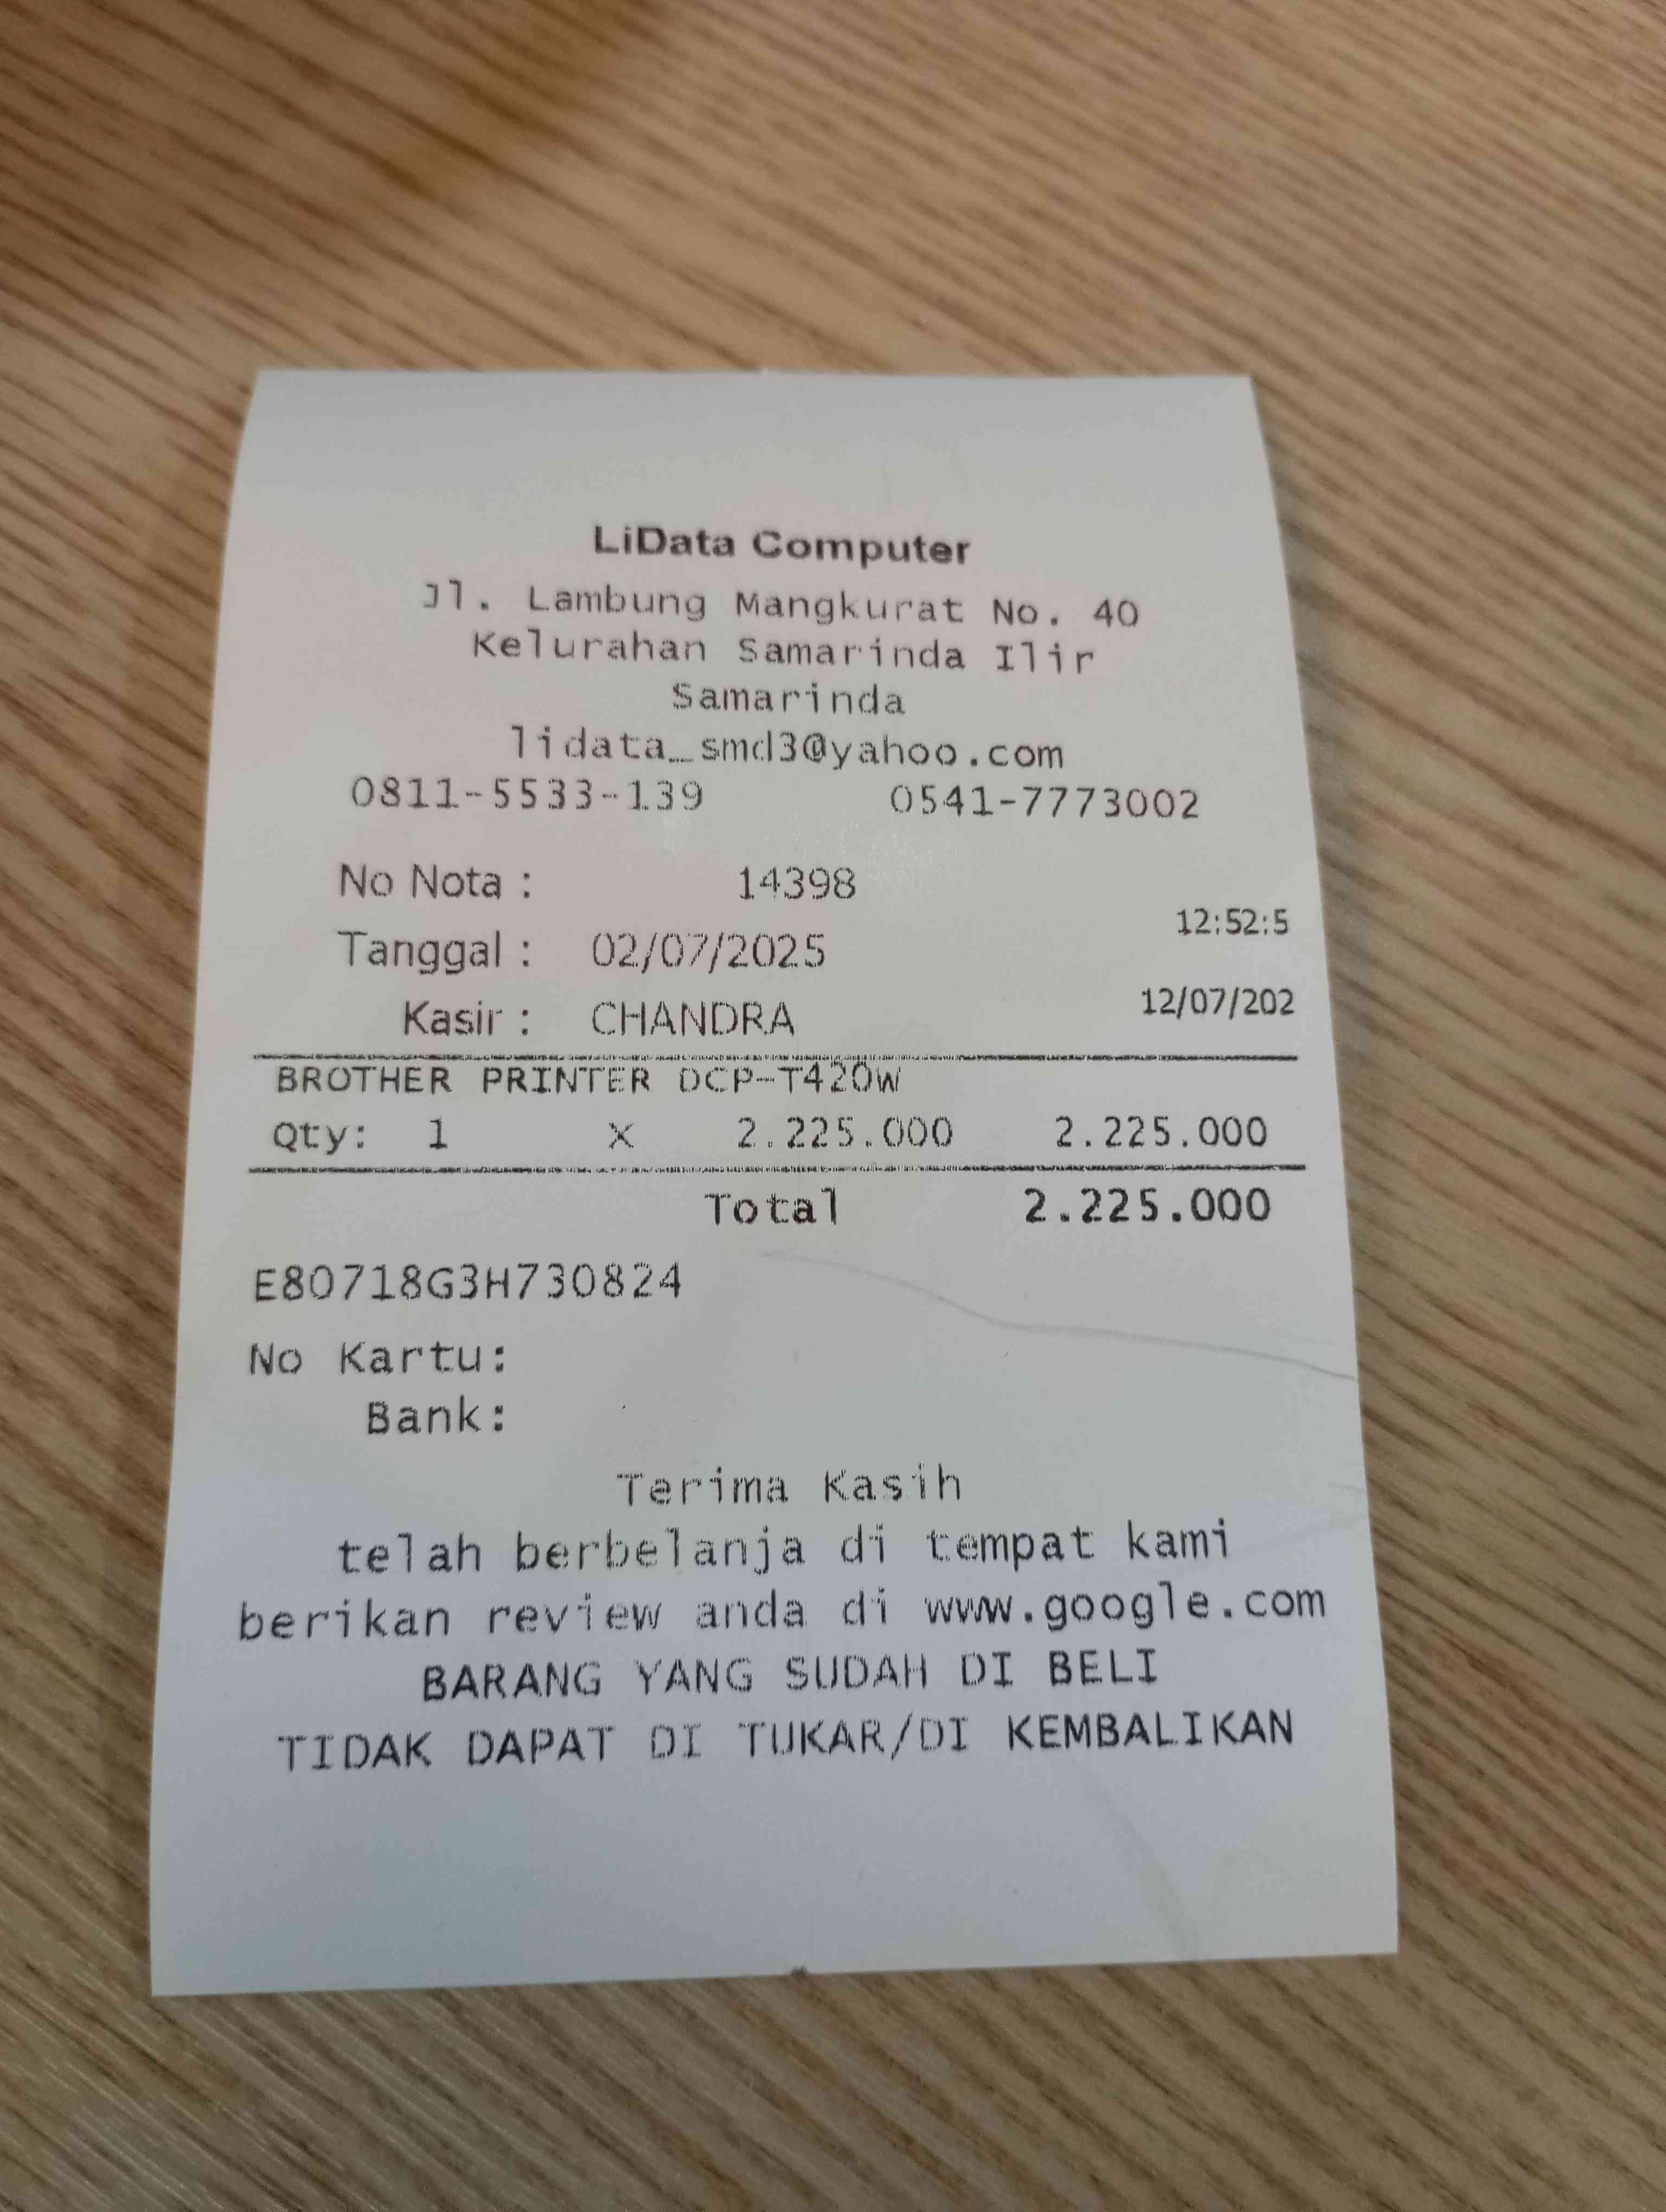 LiData Computer
Jl. Lambung Mangkurat No. 40
Kelurahan Samarinda Ilir
Samarinda
lidata_smd3@yahoo.com
0811-5533-139 0541-7773002
No Nota : 14398
12:52:5
Tanggal : 02/07/2025
12/07/202
Kasir : CHANDRA
BROTHER PRINTER DCP-T420W
Qty: 1 X 2.225.000 2.225.000
Total 2.225.000
E80718G3H730824
No Kartu:
Bank:
Terima Kasih
telah berbelanja di tempat kami
berikan review anda di www.google.com
BARANG YANG SUDAH DI BELI
TIDAK DAPAT DI TUKAR/DI KEMBALIKAN